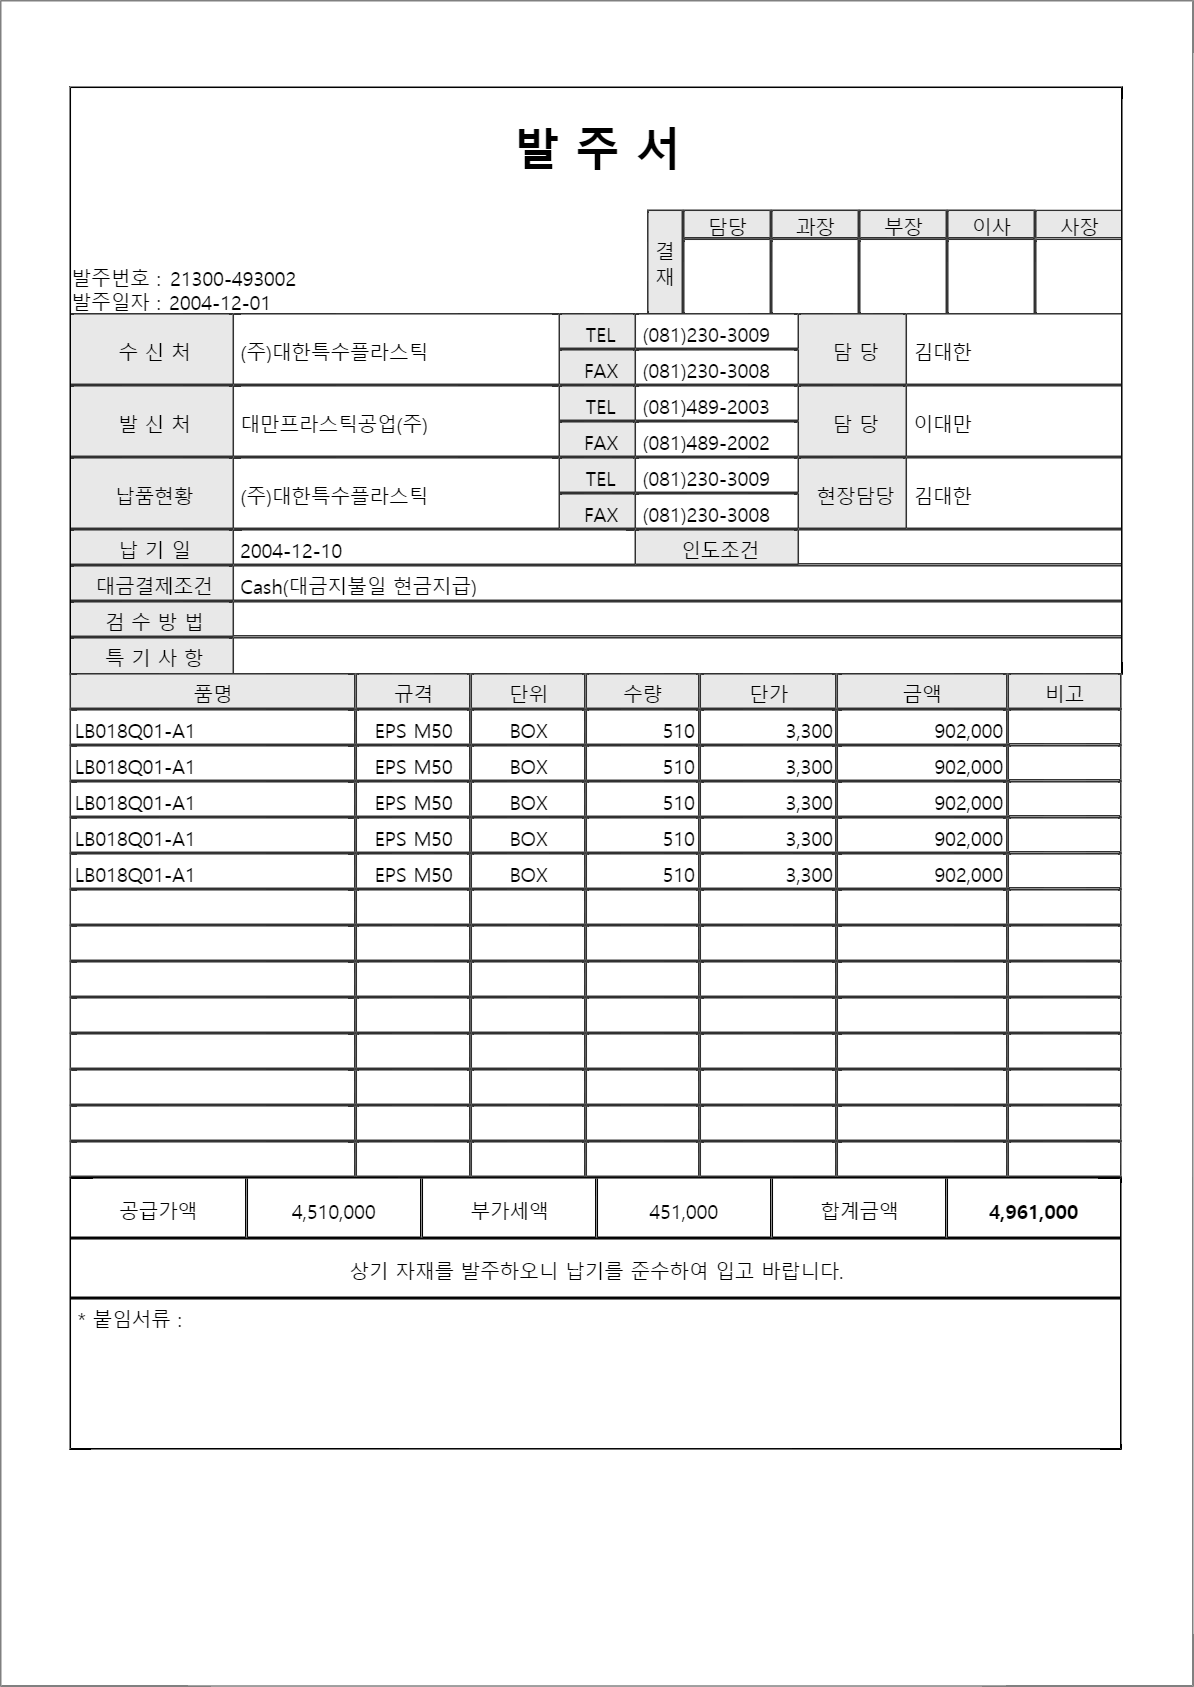 발 주 서
결
재
담당 과장 부장 이사 사장
발주번호 : 21300-493002
발주일자 : 2004-12-01
수 신 처 (주)대한특수플라스틱 TEL (081)230-3009 담 당 김대한
FAX (081)230-3008
발 신 처 대만프라스틱공업(주) TEL (081)489-2003 담 당 이대만
FAX (081)489-2002
납품현황 (주)대한특수플라스틱 TEL (081)230-3009 현장담당 김대한
FAX (081)230-3008
납 기 일 2004-12-10 인도조건
대금결제조건 Cash(대금지불일 현금지급)
검 수 방 법
특 기 사 항
품명 규격 단위 수량 단가 금액 비고
LB018Q01-A1 EPS M50 BOX 510 3,300 902,000
LB018Q01-A1 EPS M50 BOX 510 3,300 902,000
LB018Q01-A1 EPS M50 BOX 510 3,300 902,000
LB018Q01-A1 EPS M50 BOX 510 3,300 902,000
LB018Q01-A1 EPS M50 BOX 510 3,300 902,000
공급가액 4,510,000 부가세액 451,000 합계금액 4,961,000
상기 자재를 발주하오니 납기를 준수하여 입고 바랍니다.
* 붙임서류 :